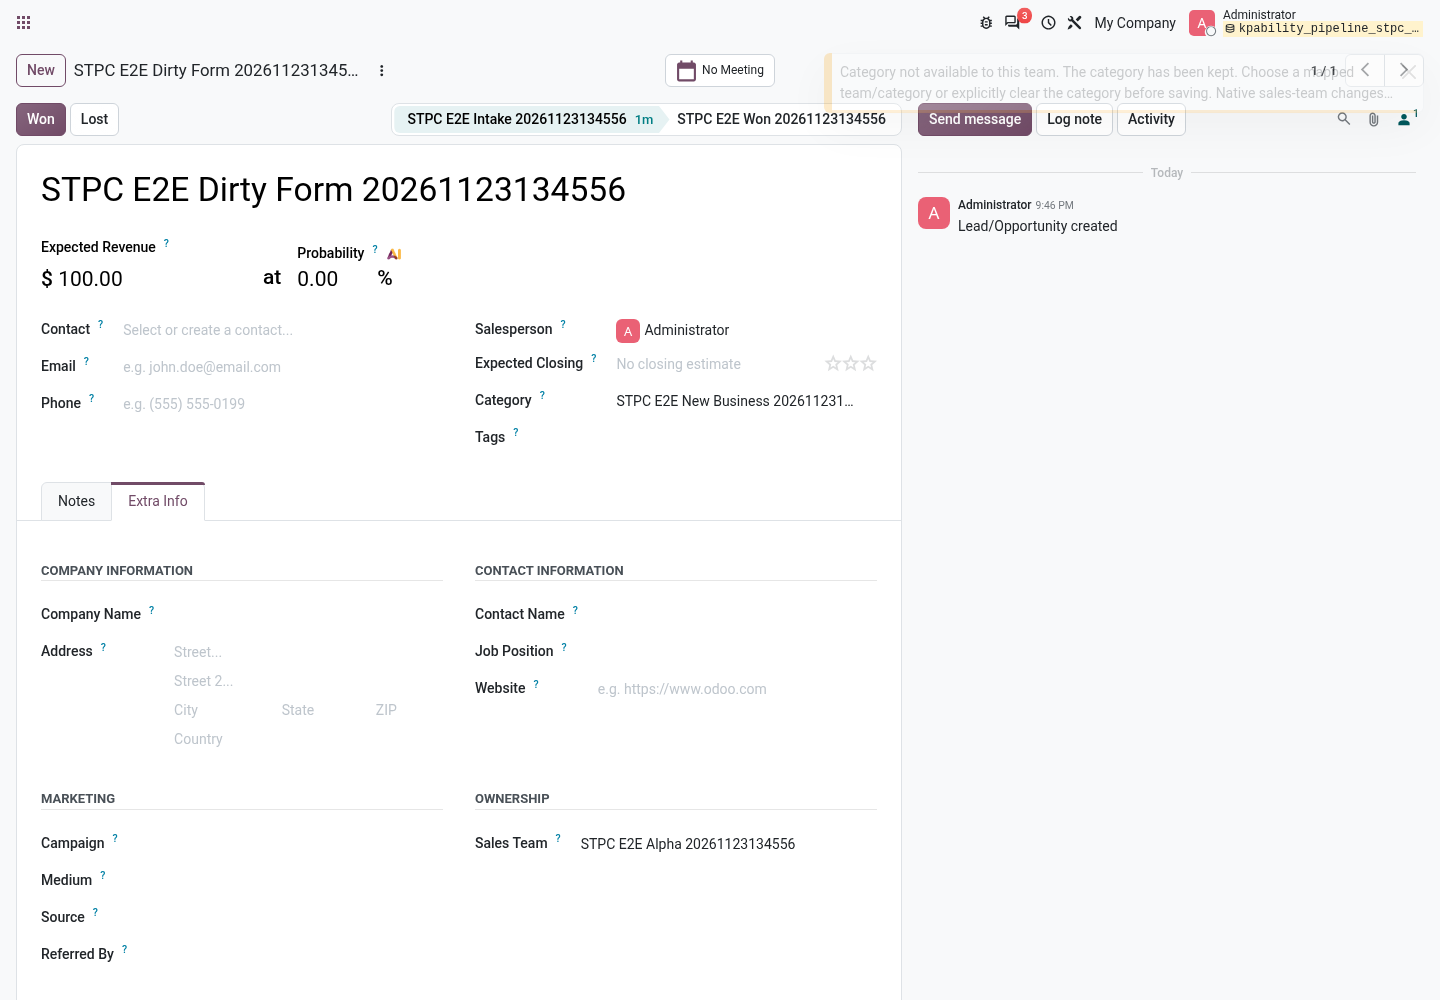 3
My Company
A
Administrator
kpability_pipeline_stpc_…
New
STPC E2E Dirty Form 202611231345…
No Meeting
Category not available to this team. The category has been kept. Choose a mapped
team/category or explicitly clear the category before saving. Native sales-team changes…
1 / 1
Won
Lost
STPC E2E Intake 20261123134556 1m
STPC E2E Won 20261123134556
Send message
Log note
Activity
1
STPC E2E Dirty Form 20261123134556
Today
A
Administrator 9:46 PM
Lead/Opportunity created
Expected Revenue ?
Probability ? AI
$ 100.00
at
0.00 %
Contact ?
Select or create a contact...
Salesperson ?
A Administrator
Email ?
e.g. john.doe@email.com
Expected Closing ?
No closing estimate
Phone ?
e.g. (555) 555-0199
Category ?
STPC E2E New Business 202611231…
Tags ?
Notes
Extra Info
COMPANY INFORMATION
CONTACT INFORMATION
Company Name ?
Contact Name ?
Address ?
Street...
Job Position ?
Street 2...
Website ?
e.g. https://www.odoo.com
City
State
ZIP
Country
MARKETING
OWNERSHIP
Campaign ?
Sales Team ?
STPC E2E Alpha 20261123134556
Medium ?
Source ?
Referred By ?